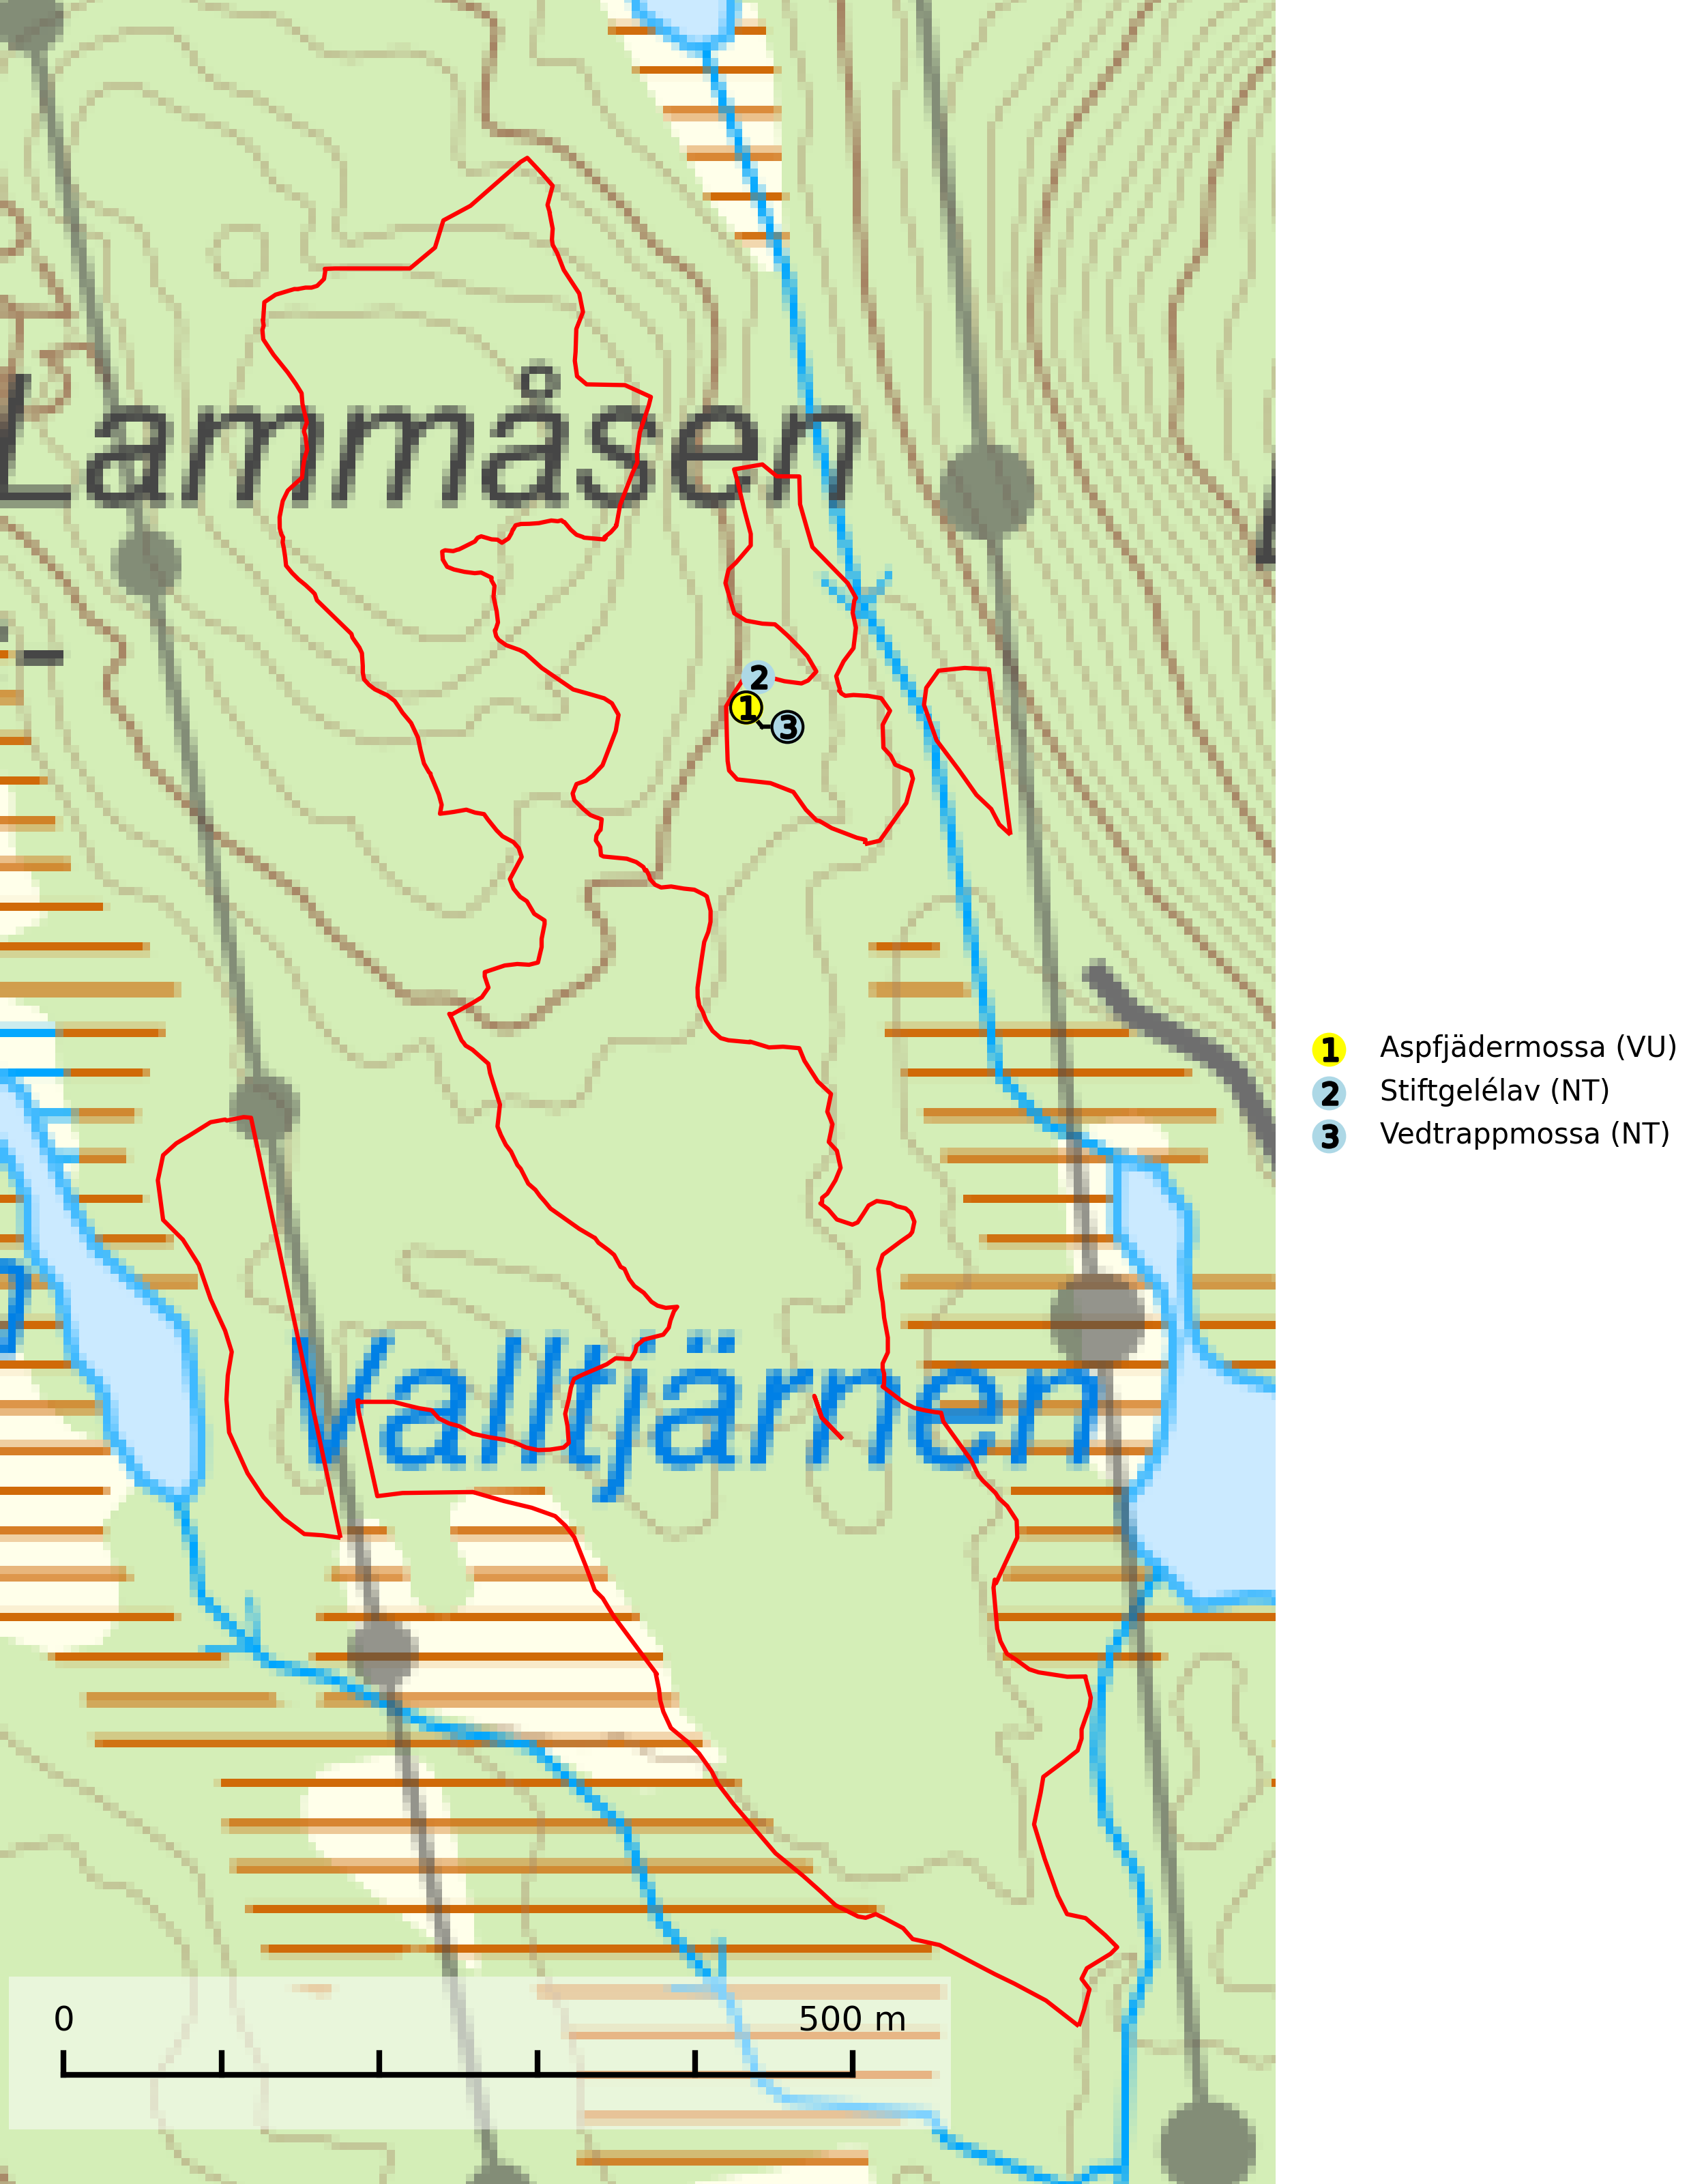 Lammåsen
2
1
3
1 Aspfjädermossa (VU)
2 Stiftgelélav (NT)
3 Vedtrappmossa (NT)
Valltjärnen
0 500 m